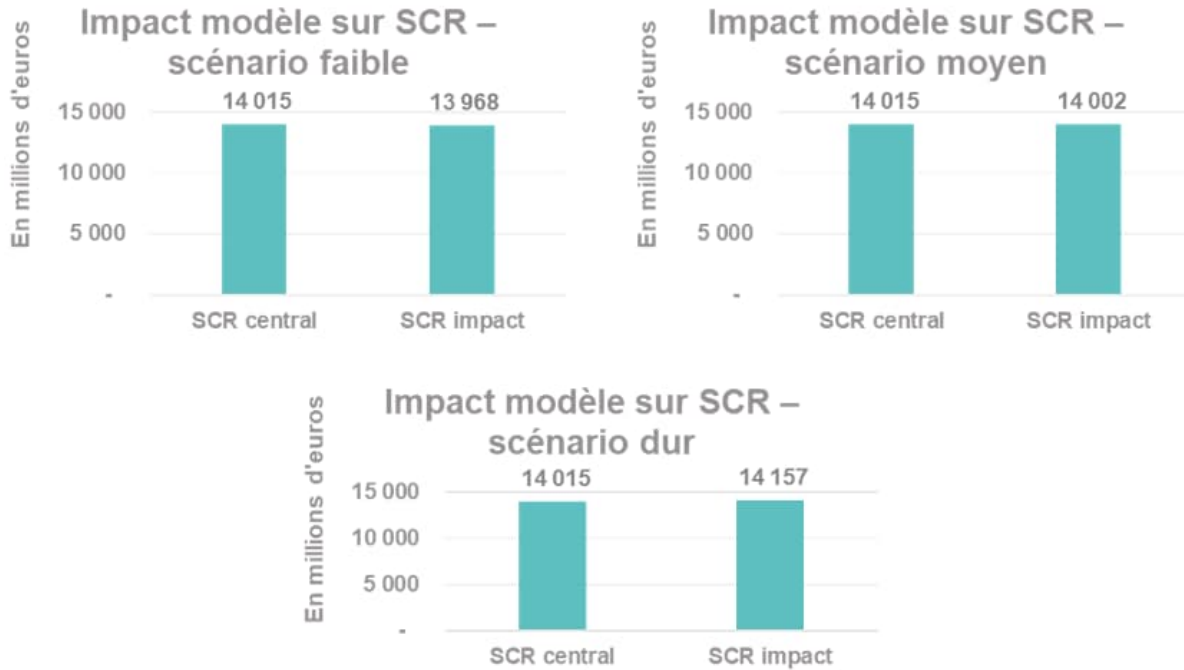 Impact modèle sur SCR –
scénario faible
En millions d'euros
14 015
13 968
15 000
10 000
5 000
-
SCR central
SCR impact
Impact modèle sur SCR –
scénario moyen
En millions d'euros
14 015
14 002
15 000
10 000
5 000
-
SCR central
SCR impact
Impact modèle sur SCR –
scénario dur
En millions d'euros
14 015
14 157
15 000
10 000
5 000
-
SCR central
SCR impact